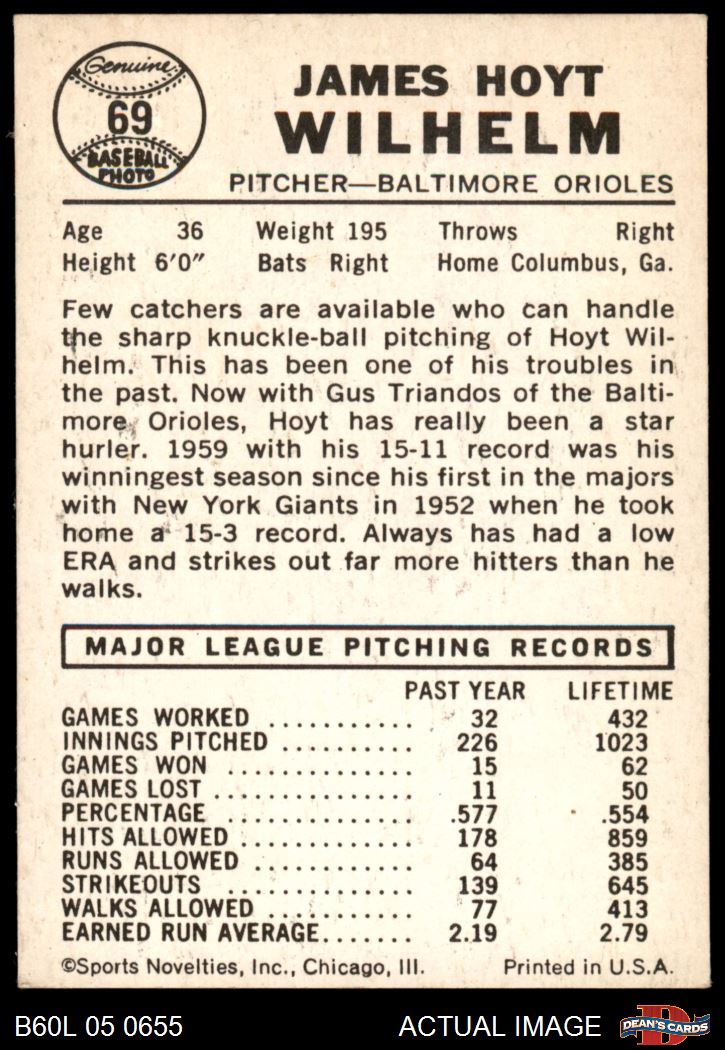 Genuine
69
BASEBALL
PHOTO
JAMES HOYT
WILHELM
PITCHER—BALTIMORE ORIOLES
Age 36 Weight 195 Throws Right
Height 6'0" Bats Right Home Columbus, Ga.
Few catchers are available who can handle
the sharp knuckle-ball pitching of Hoyt Wil-
helm. This has been one of his troubles in
the past. Now with Gus Triandos of the Balti-
more Orioles, Hoyt has really been a star
hurler. 1959 with his 15-11 record was his
winningest season since his first in the majors
with New York Giants in 1952 when he took
home a 15-3 record. Always has had a low
ERA and strikes out far more hitters than he
walks.
MAJOR LEAGUE PITCHING RECORDS
PAST YEAR LIFETIME
GAMES WORKED ........... 32 432
INNINGS PITCHED .......... 226 1023
GAMES WON .............. 15 62
GAMES LOST ............... 11 50
PERCENTAGE .............. .577 .554
HITS ALLOWED ............. 178 859
RUNS ALLOWED ............ 64 385
STRIKEOUTS .............. 139 645
WALKS ALLOWED ........... 77 413
EARNED RUN AVERAGE....... 2.19 2.79
©Sports Novelties, Inc., Chicago, Ill. Printed in U.S.A.
B60L 05 0655 ACTUAL IMAGE D DEAN'S CARDS